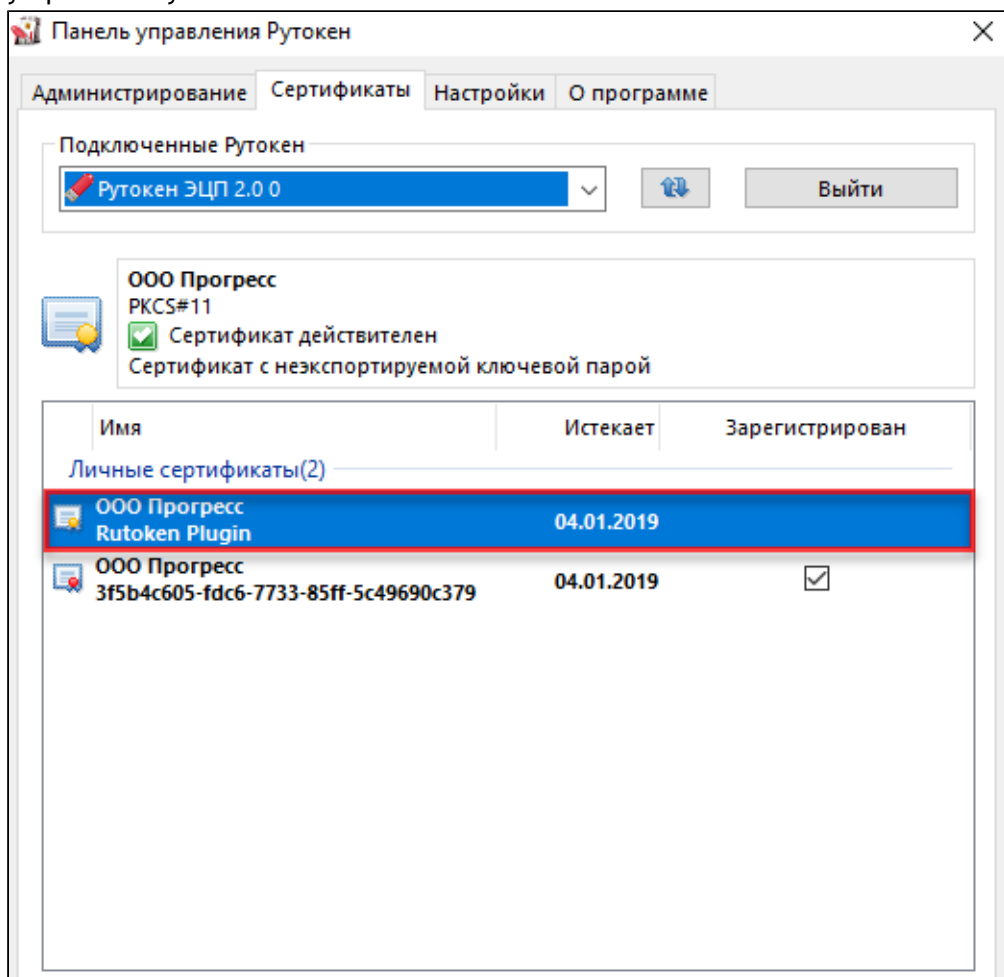 Панель управления Рутокен
Администрирование Сертификаты Настройки О программе
Подключенные Рутокен
Рутокен ЭЦП 2.0 0
Выйти
ООО Прогресс
PKCS#11
Сертификат действителен
Сертификат с неэкспортируемой ключевой парой
Имя Истекает Зарегистрирован
Личные сертификаты(2)
ООО Прогресс
Rutoken Plugin 04.01.2019
ООО Прогресс
3f5b4c605-fdc6-7733-85ff-5c49690c379 04.01.2019